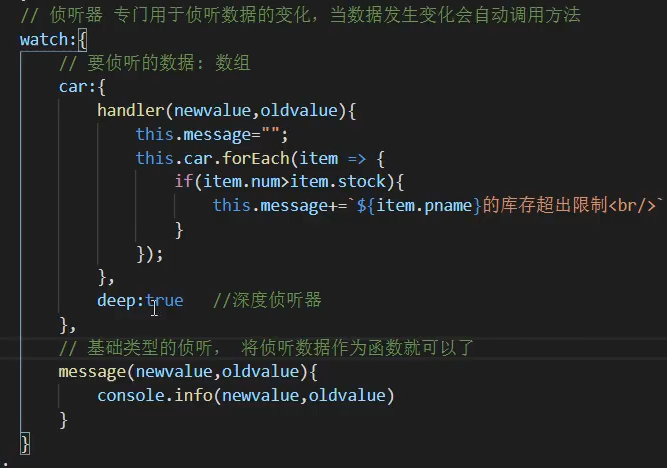 // 侦听器 专门用于侦听数据的变化，当数据发生变化会自动调用方法
watch:{
// 要侦听的数据: 数组
car:{
handler(newvalue,oldvalue){
this.message="";
this.car.forEach(item => {
if(item.num>item.stock){
this.message+=`${item.pname}的库存超出限制<br/>`
}
});
},
deep:true   //深度侦听器
},
// 基础类型的侦听， 将侦听数据作为函数就可以了
message(newvalue,oldvalue){
console.info(newvalue,oldvalue)
}
}